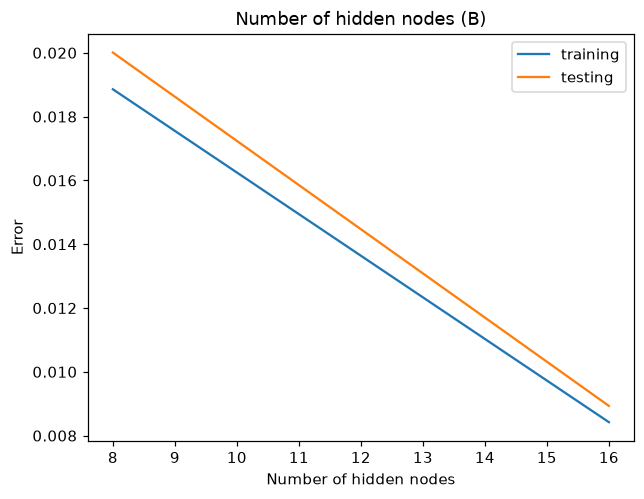 Number of hidden nodes (B)
training
testing
Error
0.020
0.018
0.016
0.014
0.012
0.010
0.008
8 9 10 11 12 13 14 15 16
Number of hidden nodes